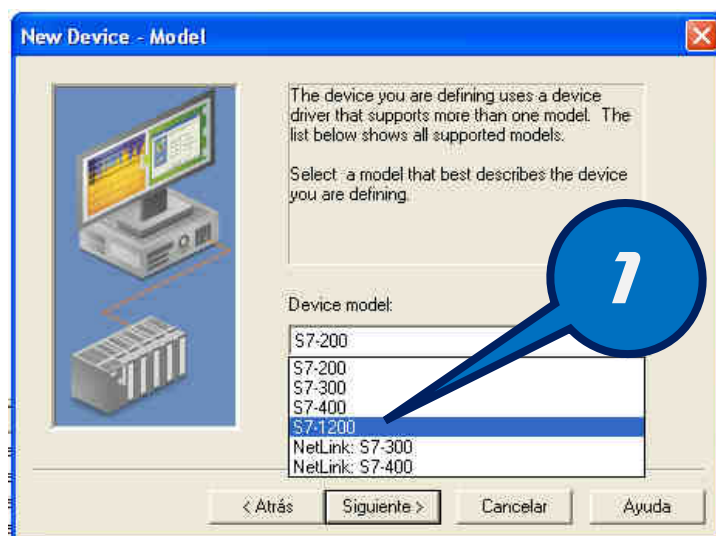 New Device - Model
The device you are defining uses a device
driver that supports more than one model. The
list below shows all supported models.
Select a model that best describes the device
you are defining.
7
Device model:
S7-200
S7-200
S7-300
S7-400
S7-1200
NetLink: S7-300
NetLink: S7-400
< Atrás
Siguiente >
Cancelar
Ayuda